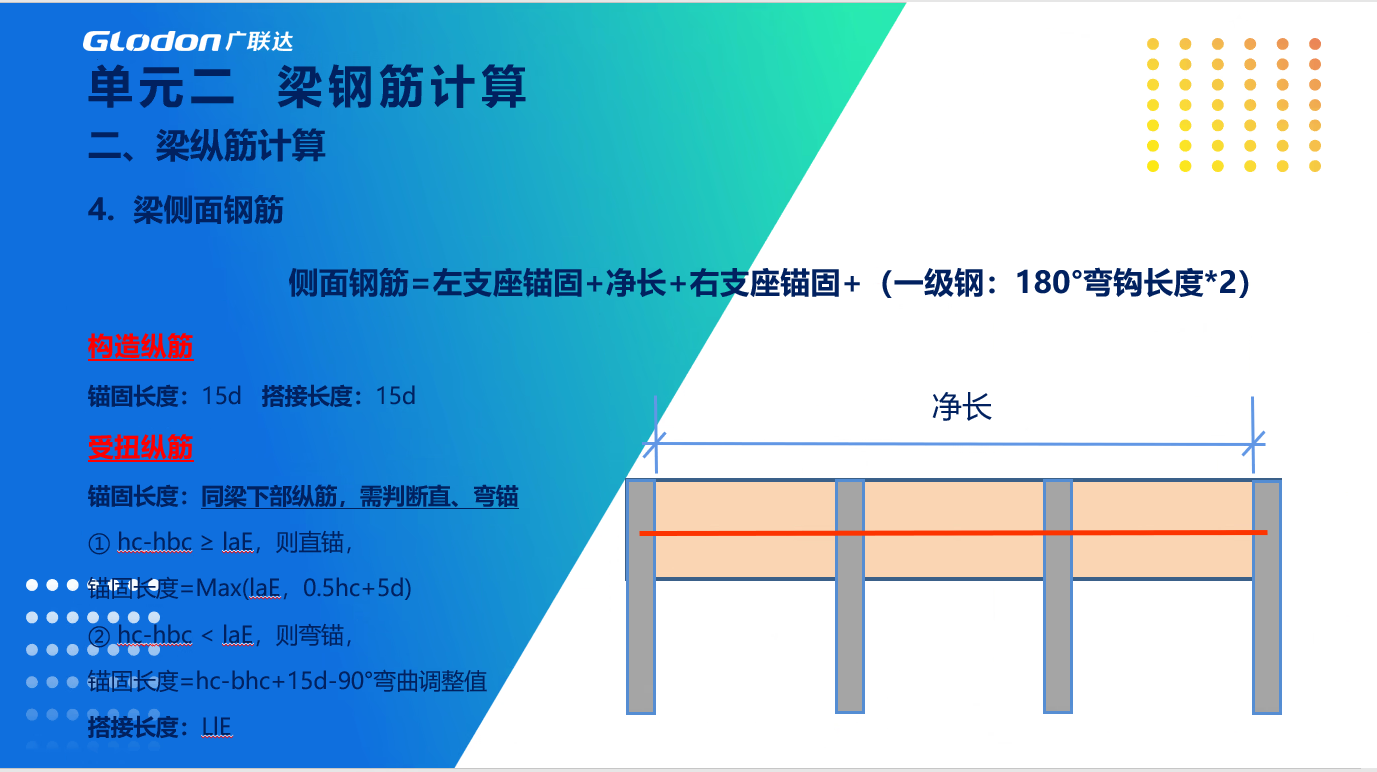 GLodon广联达
单元二 梁钢筋计算
二、梁纵筋计算
4. 梁侧面钢筋
侧面钢筋=左支座锚固+净长+右支座锚固+（一级钢：180°弯钩长度*2）
构造纵筋
锚固长度：15d 搭接长度：15d
净长
受扭纵筋
锚固长度：同梁下部纵筋，需判断直、弯锚
① hc-hbc ≥ laE，则直锚，
锚固长度=Max(laE，0.5hc+5d)
② hc-hbc < laE，则弯锚，
锚固长度=hc-bhc+15d-90°弯曲调整值
搭接长度：LlE